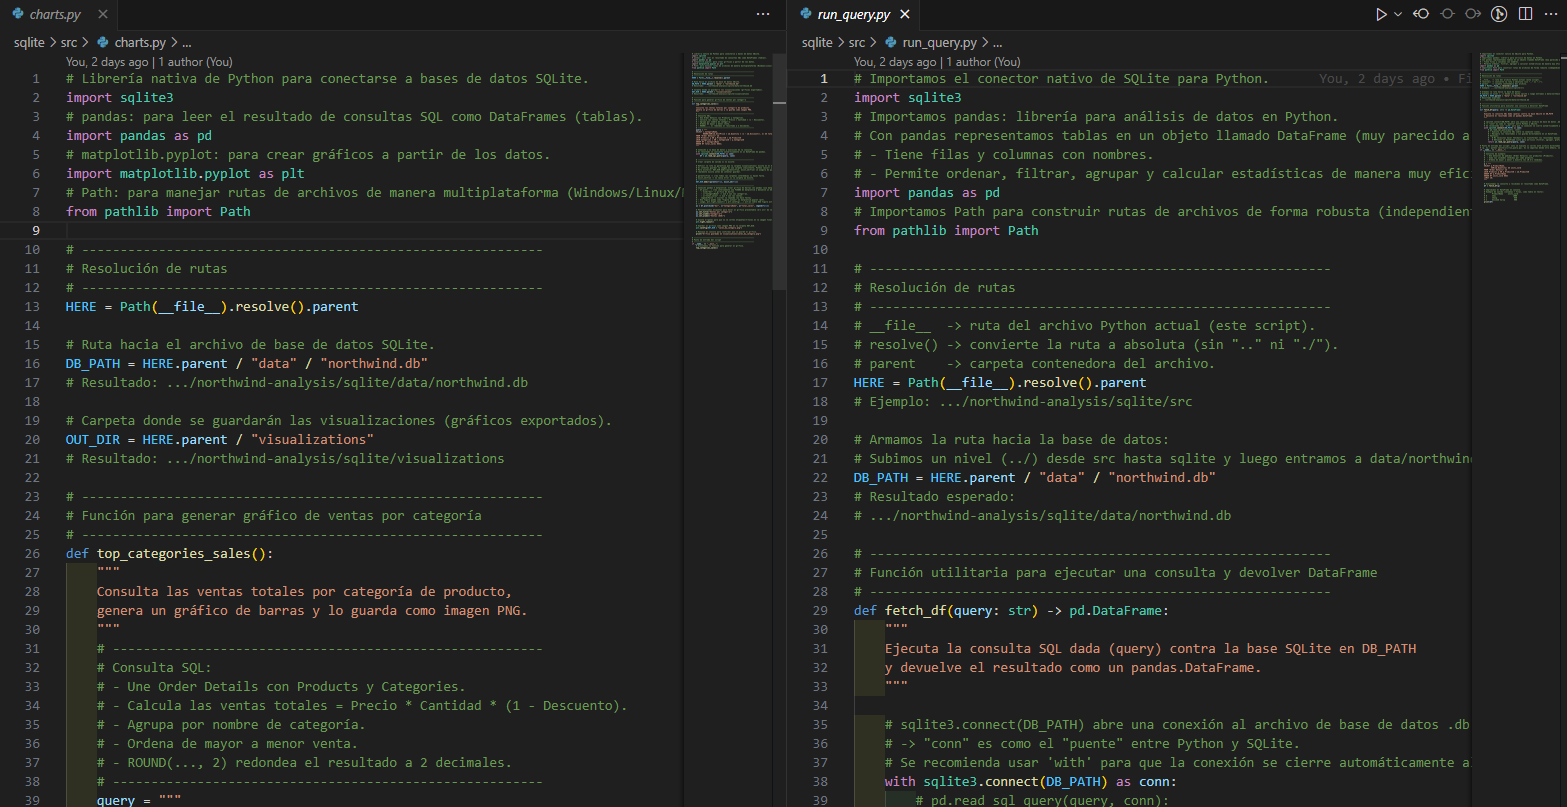 charts.py
sqlite > src > charts.py > ...
You, 2 days ago | 1 author (You)
1 # Librería nativa de Python para conectarse a bases de datos SQLite.
2 import sqlite3
3 # pandas: para leer el resultado de consultas SQL como DataFrames (tablas).
4 import pandas as pd
5 # matplotlib.pyplot: para crear gráficos a partir de los datos.
6 import matplotlib.pyplot as plt
7 # Path: para manejar rutas de archivos de manera multiplataforma (Windows/Linux/
8 from pathlib import Path
9
10 # -----------------------------------------------------------
11 # Resolución de rutas
12 # -----------------------------------------------------------
13 HERE = Path(__file__).resolve().parent
14
15 # Ruta hacia el archivo de base de datos SQLite.
16 DB_PATH = HERE.parent / "data" / "northwind.db"
17 # Resultado: .../northwind-analysis/sqlite/data/northwind.db
18
19 # Carpeta donde se guardarán las visualizaciones (gráficos exportados).
20 OUT_DIR = HERE.parent / "visualizations"
21 # Resultado: .../northwind-analysis/sqlite/visualizations
22
23 # -----------------------------------------------------------
24 # Función para generar gráfico de ventas por categoría
25 # -----------------------------------------------------------
26 def top_categories_sales():
27 """
28 Consulta las ventas totales por categoría de producto,
29 genera un gráfico de barras y lo guarda como imagen PNG.
30 """
31 # -------------------------------------------------------
32 # Consulta SQL:
33 # - Une Order Details con Products y Categories.
34 # - Calcula las ventas totales = Precio * Cantidad * (1 - Descuento).
35 # - Agrupa por nombre de categoría.
36 # - Ordena de mayor a menor venta.
37 # - ROUND(..., 2) redondea el resultado a 2 decimales.
38 # -------------------------------------------------------
39 query = """
run_query.py
sqlite > src > run_query.py > ...
You, 2 days ago | 1 author (You)
1 # Importamos el conector nativo de SQLite para Python. You, 2 days ago • Fi
2 import sqlite3
3 # Importamos pandas: librería para análisis de datos en Python.
4 # Con pandas representamos tablas en un objeto llamado DataFrame (muy parecido a
5 # - Tiene filas y columnas con nombres.
6 # - Permite ordenar, filtrar, agrupar y calcular estadísticas de manera muy efic
7 import pandas as pd
8 # Importamos Path para construir rutas de archivos de forma robusta (independien
9 from pathlib import Path
10
11 # -----------------------------------------------------------
12 # Resolución de rutas
13 # -----------------------------------------------------------
14 # __file__ -> ruta del archivo Python actual (este script).
15 # resolve() -> convierte la ruta a absoluta (sin ".." ni "./").
16 # parent -> carpeta contenedora del archivo.
17 HERE = Path(__file__).resolve().parent
18 # Ejemplo: .../northwind-analysis/sqlite/src
19
20 # Armamos la ruta hacia la base de datos:
21 # Subimos un nivel (../) desde src hasta sqlite y luego entramos a data/northwin
22 DB_PATH = HERE.parent / "data" / "northwind.db"
23 # Resultado esperado:
24 # .../northwind-analysis/sqlite/data/northwind.db
25
26 # -----------------------------------------------------------
27 # Función utilitaria para ejecutar una consulta y devolver DataFrame
28 # -----------------------------------------------------------
29 def fetch_df(query: str) -> pd.DataFrame:
30 """
31 Ejecuta la consulta SQL dada (query) contra la base SQLite en DB_PATH
32 y devuelve el resultado como un pandas.DataFrame.
33 """
34
35 # sqlite3.connect(DB_PATH) abre una conexión al archivo de base de datos .db
36 # -> "conn" es como el "puente" entre Python y SQLite.
37 # Se recomienda usar 'with' para que la conexión se cierre automáticamente a
38 with sqlite3.connect(DB_PATH) as conn:
39 # pd.read_sql_query(query, conn):